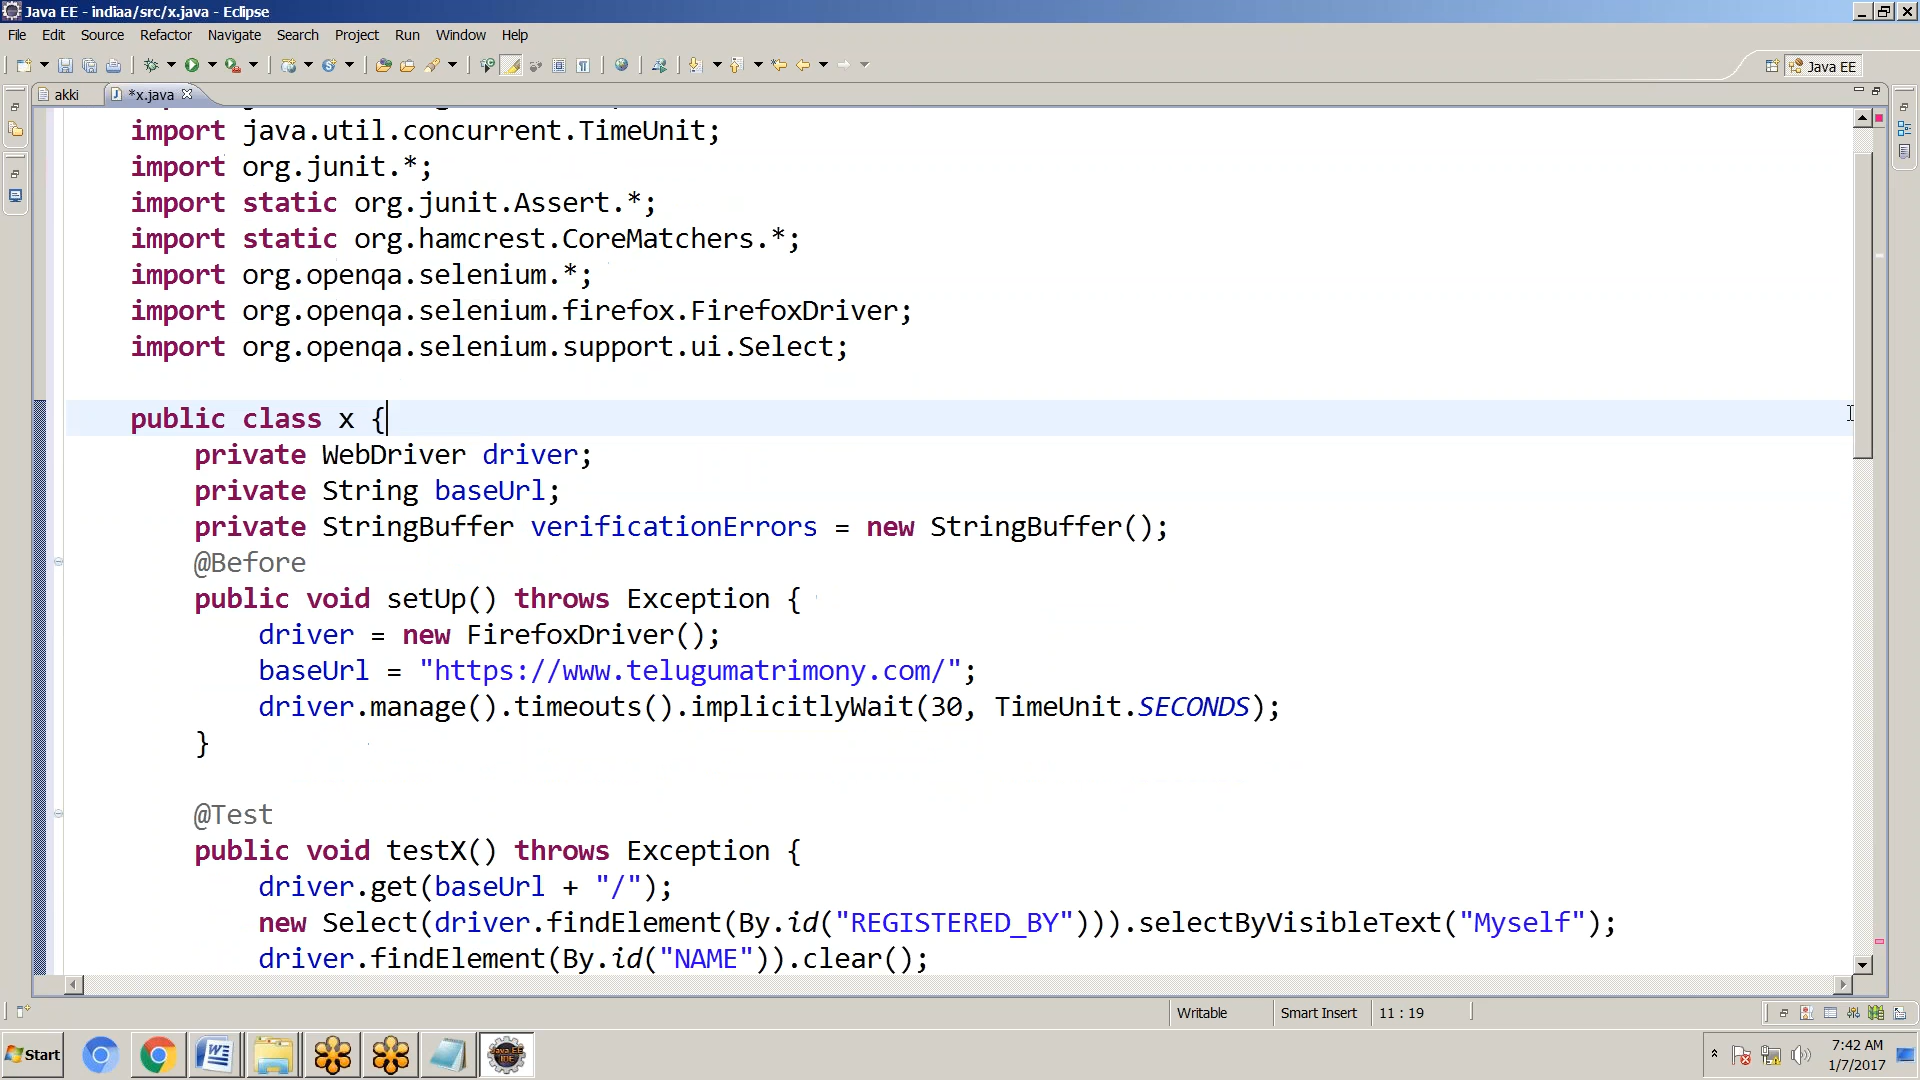 Java EE - indiaa/src/x.java - Eclipse
File Edit Source Refactor Navigate Search Project Run Window Help
Java EE
akki *x.java
import java.util.concurrent.TimeUnit;
import org.junit.*;
import static org.junit.Assert.*;
import static org.hamcrest.CoreMatchers.*;
import org.openqa.selenium.*;
import org.openqa.selenium.firefox.FirefoxDriver;
import org.openqa.selenium.support.ui.Select;
public class x {
private WebDriver driver;
private String baseUrl;
private StringBuffer verificationErrors = new StringBuffer();
@Before
public void setUp() throws Exception {
driver = new FirefoxDriver();
baseUrl = "https://www.telugumatrimony.com/";
driver.manage().timeouts().implicitlyWait(30, TimeUnit.SECONDS);
}
@Test
public void testX() throws Exception {
driver.get(baseUrl + "/");
new Select(driver.findElement(By.id("REGISTERED_BY"))).selectByVisibleText("Myself");
driver.findElement(By.id("NAME")).clear();
Writable Smart Insert 11 : 19
Start
7:42 AM
1/7/2017